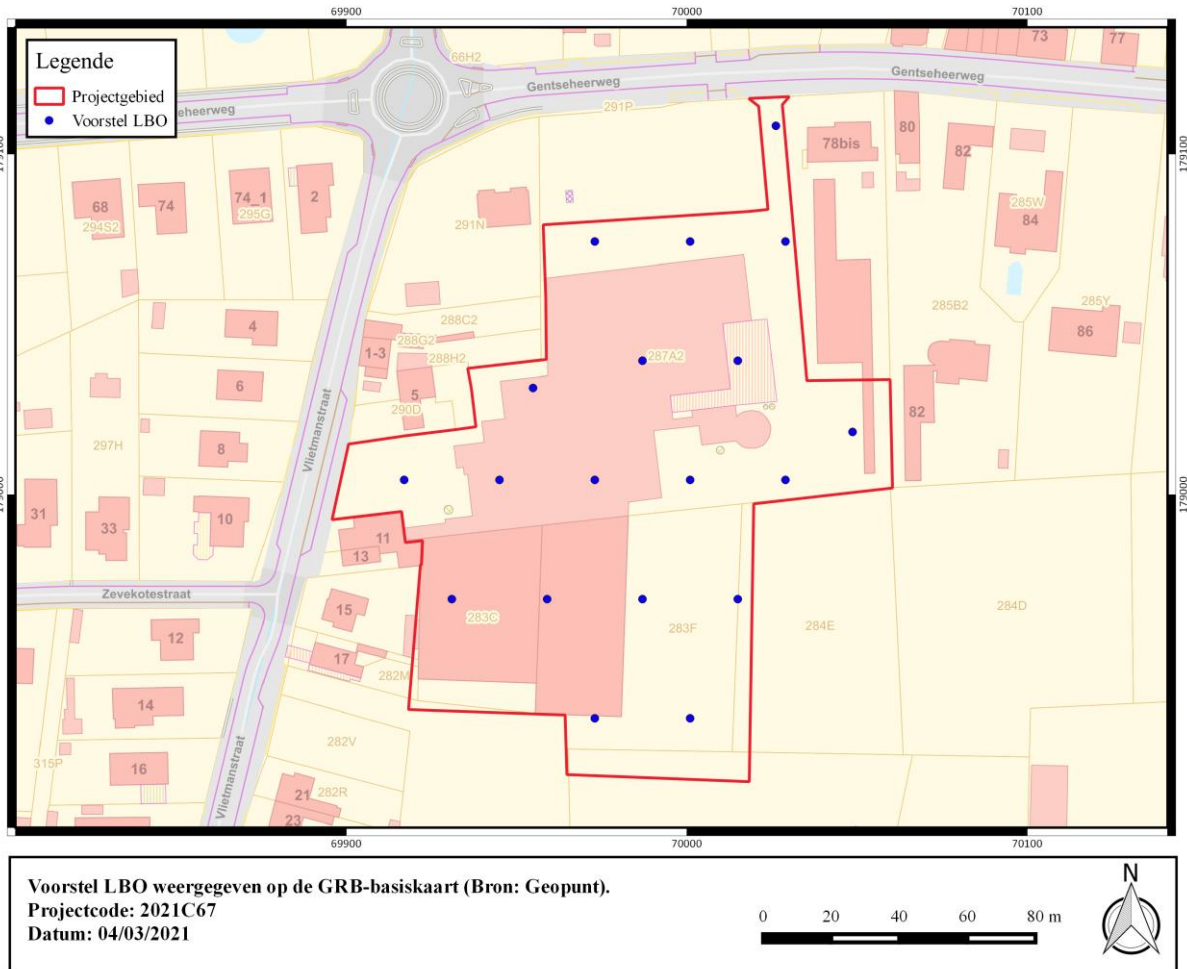 69900
70000
70100
Legende
Projectgebied
Voorstel LBO
66H2
73
77
Gentseheerweg
Gentseheerweg
eheerweg
291P
179100
179100
78bis
80
82
68
74
74_1
2
294S2
295G
291N
285W
84
288C2
285B2
285Y
4
1-3
288G2
288H2
287A2
86
6
5
290D
82
8
297H
Vlietmanstraat
179000
31
33
10
11
13
Zevekotestraat
15
283C
283F
284E
284D
12
17
282M
14
282V
315P
16
21
282R
23
Vlietmanstraat
69900
70000
70100
Voorstel LBO weergegeven op de GRB-basiskaart (Bron: Geopunt).
Projectcode: 2021C67
Datum: 04/03/2021
0 20 40 60 80 m
N